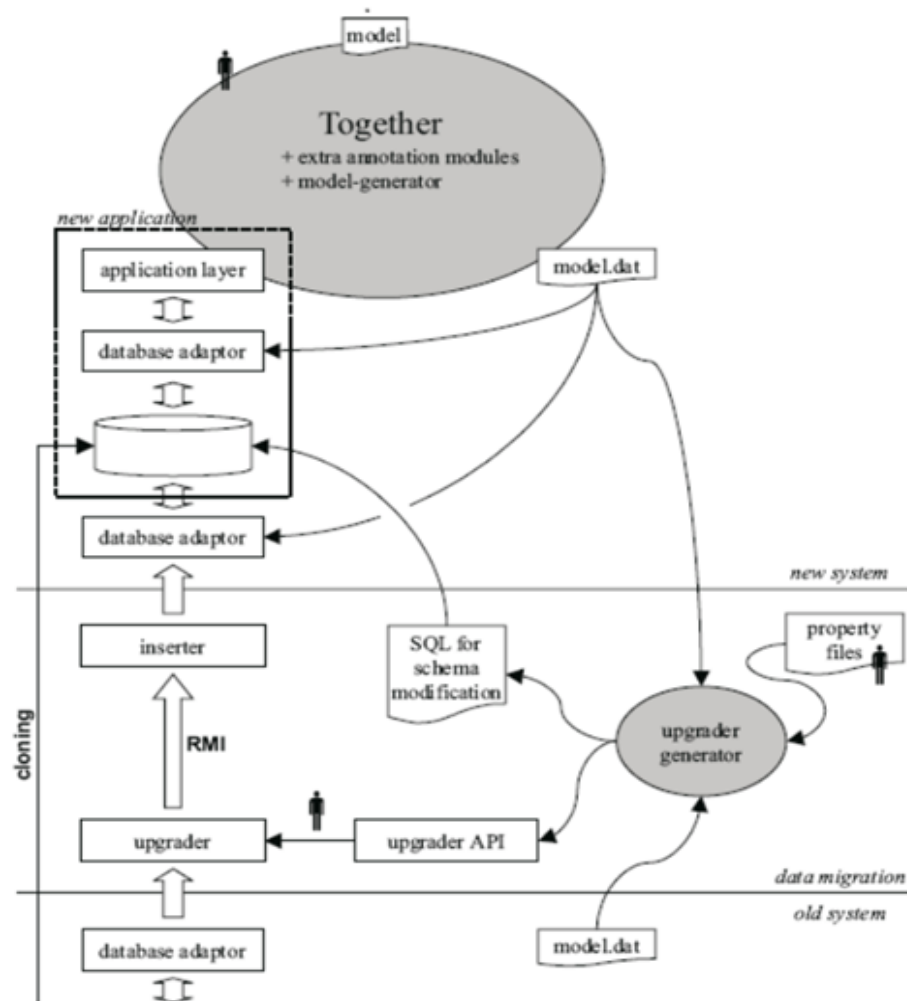 model
Together
+ extra annotation modules
+ model-generator
new application
application layer
model.dat
database adaptor
database adaptor
new system
inserter
SQL for
schema
modification
property
files
cloning
RMI
upgrader
generator
upgrader
upgrader API
data migration
old system
database adaptor
model.dat